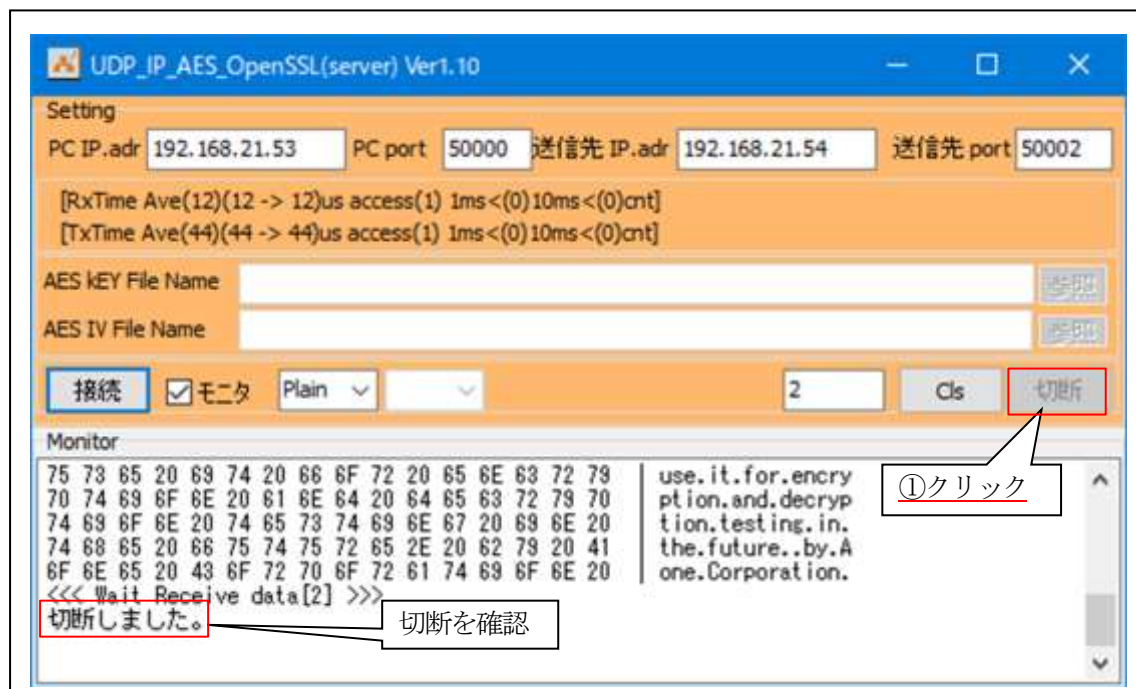 UDP_IP_AES_OpenSSL(server) Ver1.10
Setting
PC IP.adr 192.168.21.53 PC port 50000 送信先 IP.adr 192.168.21.54 送信先 port 50002
[RxTime Ave(12)(12 -> 12)us access(1) 1ms<(0)10ms<(0)cnt]
[TxTime Ave(44)(44 -> 44)us access(1) 1ms<(0)10ms<(0)cnt]
AES kEY File Name 参照
AES IV File Name 参照
接続 モニタ Plain 2 Cls 切断
Monitor
75 73 65 20 69 74 20 66 6F 72 20 65 6E 63 72 79 | use.it.for.encry
70 74 69 6F 6E 20 61 6E 64 20 64 65 63 72 79 70 | ption.and.decryp
74 69 6F 6E 20 74 65 73 74 69 6E 67 20 69 6E 20 | tion.testing.in.
74 68 65 20 66 75 74 75 72 65 2E 20 62 79 20 41 | the.future..by.A
6F 6E 65 20 43 6F 72 70 6F 72 61 74 69 6F 6E 20 | one.Corporation.
①クリック
<<< Wait Receive data[2] >>>
切断しました。
切断を確認